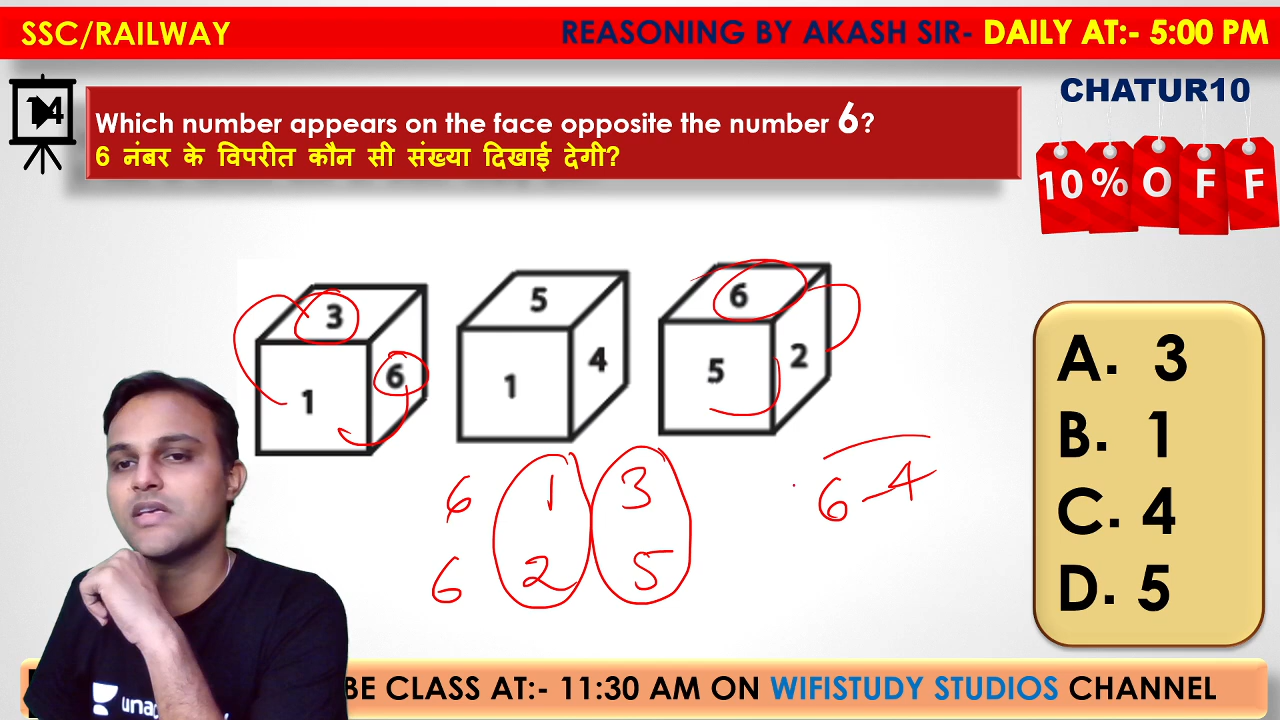 SSC/RAILWAY
REASONING BY AKASH SIR- DAILY AT:- 5:00 PM
14
Which number appears on the face opposite the number 6?
6 नंबर के विपरीत कौन सी संख्या दिखाई देगी?
CHATUR10
10% OFF
3
1
6
5
1
4
6
5
2
6 1 3
6 2 5
6-4
A. 3
B. 1
C. 4
D. 5
BE CLASS AT:- 11:30 AM ON WIFISTUDY STUDIOS CHANNEL